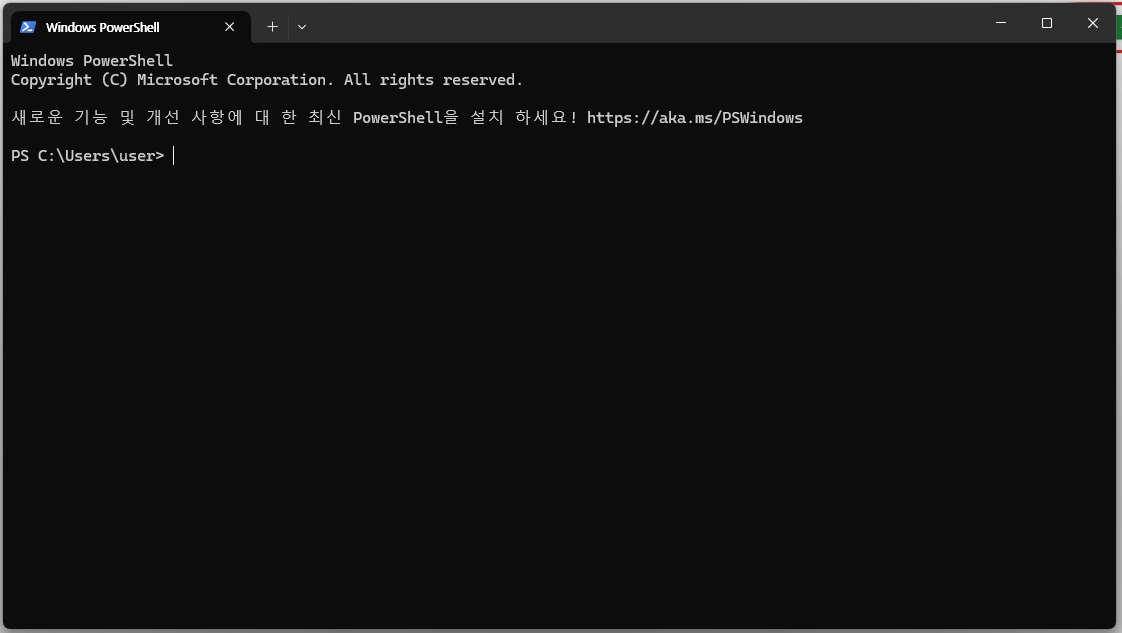 Windows PowerShell
Windows PowerShell
Copyright (C) Microsoft Corporation. All rights reserved.
새로운 기능 및 개선 사항에 대 한 최신 PowerShell을 설치 하세요! https://aka.ms/PSWindows
PS C:\Users\user>